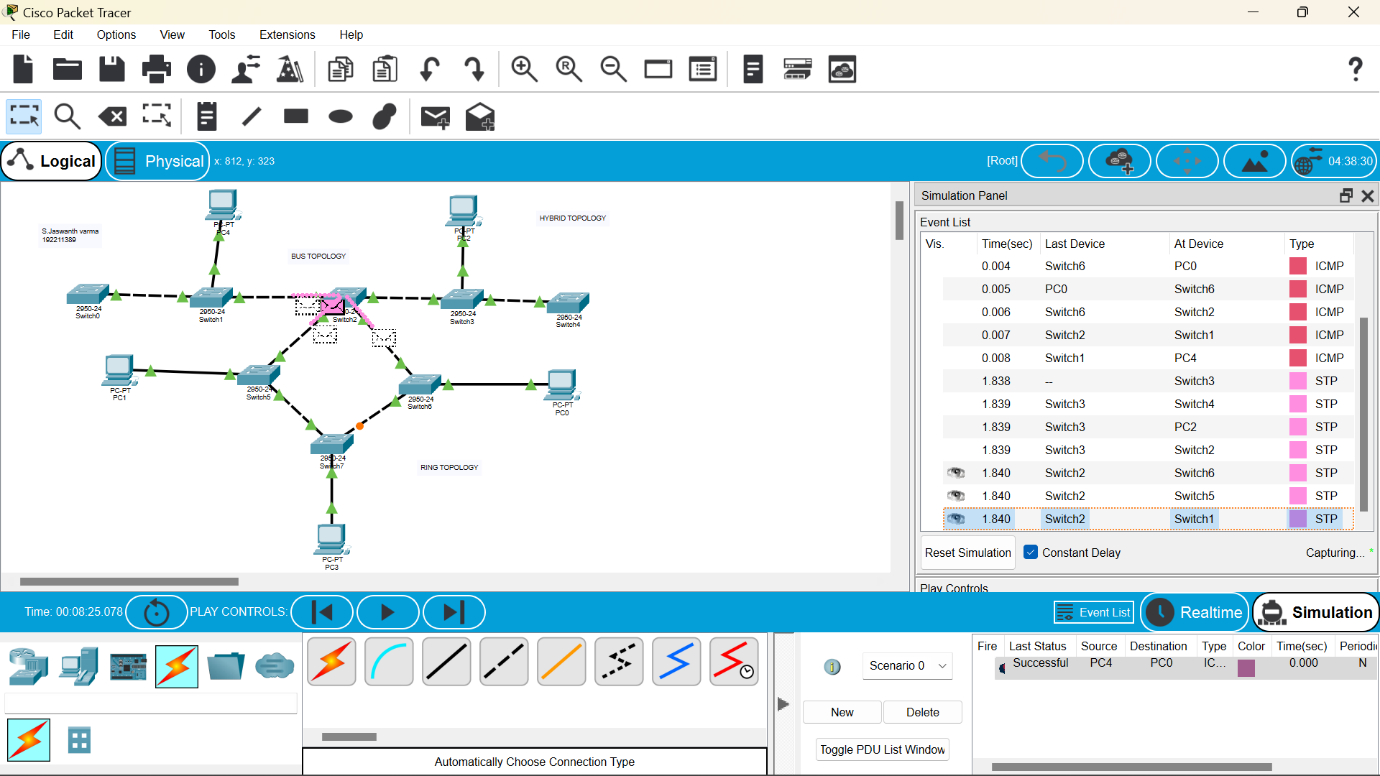 Cisco Packet Tracer
File Edit Options View Tools Extensions Help
R
?
Logical Physical x: 812, y: 323 [Root] 04:38:30
S.Jaswanth varma
192211389
PC-PT
PC4
PC-PT
PC2
HYBRID TOPOLOGY
BUS TOPOLOGY
2950-24
Switch0
2950-24
Switch1
Switch2
2950-24
Switch3
2950-24
Switch4
PC-PT
PC1
2950-24
Switch5
2950-24
Switch6
PC-PT
PC0
2950-24
Switch7
RING TOPOLOGY
PC-PT
PC3
Simulation Panel
Event List
Vis. Time(sec) Last Device At Device Type
0.004 Switch6 PC0 ICMP
0.005 PC0 Switch6 ICMP
0.006 Switch6 Switch2 ICMP
0.007 Switch2 Switch1 ICMP
0.008 Switch1 PC4 ICMP
1.838 -- Switch3 STP
1.839 Switch3 Switch4 STP
1.839 Switch3 PC2 STP
1.839 Switch3 Switch2 STP
1.840 Switch2 Switch6 STP
1.840 Switch2 Switch5 STP
1.840 Switch2 Switch1 STP
Reset Simulation Constant Delay Capturing... *
Play Controls
Time: 00:08:25.078 PLAY CONTROLS: Event List Realtime Simulation
Scenario 0
New Delete
Toggle PDU List Window
Fire Last Status Source Destination Type Color Time(sec) Periodi
Successful PC4 PC0 IC... 0.000 N
Automatically Choose Connection Type